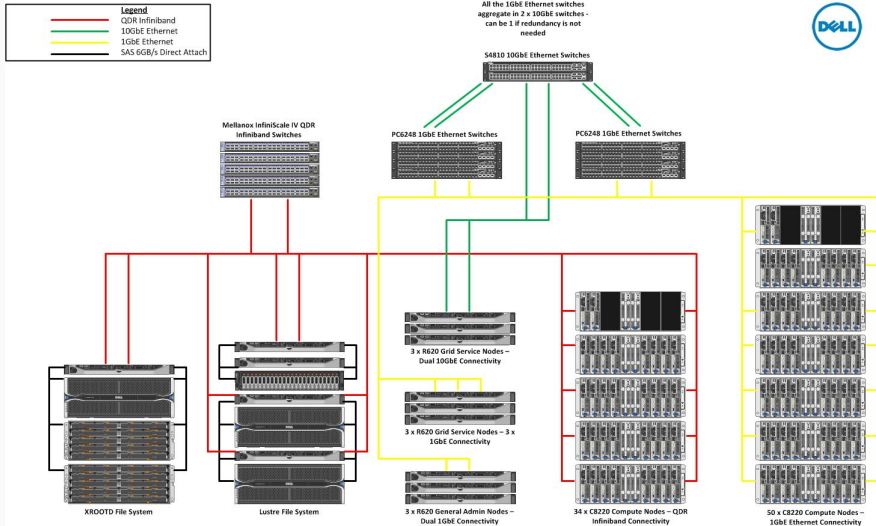 Legend
QDR Infiniband
10GbE Ethernet
1GbE Ethernet
SAS 6GB/s Direct Attach
All the 1GbE Ethernet switches
aggregate in 2 x 10GbE switches -
can be 1 if redundancy is not
needed
DELL
S4810 10GbE Ethernet Switches
Mellanox InfiniScale IV QDR
Infiniband Switches
PC6248 1GbE Ethernet Switches
PC6248 1GbE Ethernet Switches
3 x R620 Grid Service Nodes –
Dual 10GbE Connectivity
3 x R620 Grid Service Nodes – 3 x
1GbE Connectivity
XROOTD File System
Lustre File System
3 x R620 General Admin Nodes –
Dual 1GbE Connectivity
34 x C8220 Compute Nodes – QDR
Infiniband Connectivity
50 x C8220 Compute Nodes –
1GbE Ethernet Connectivity